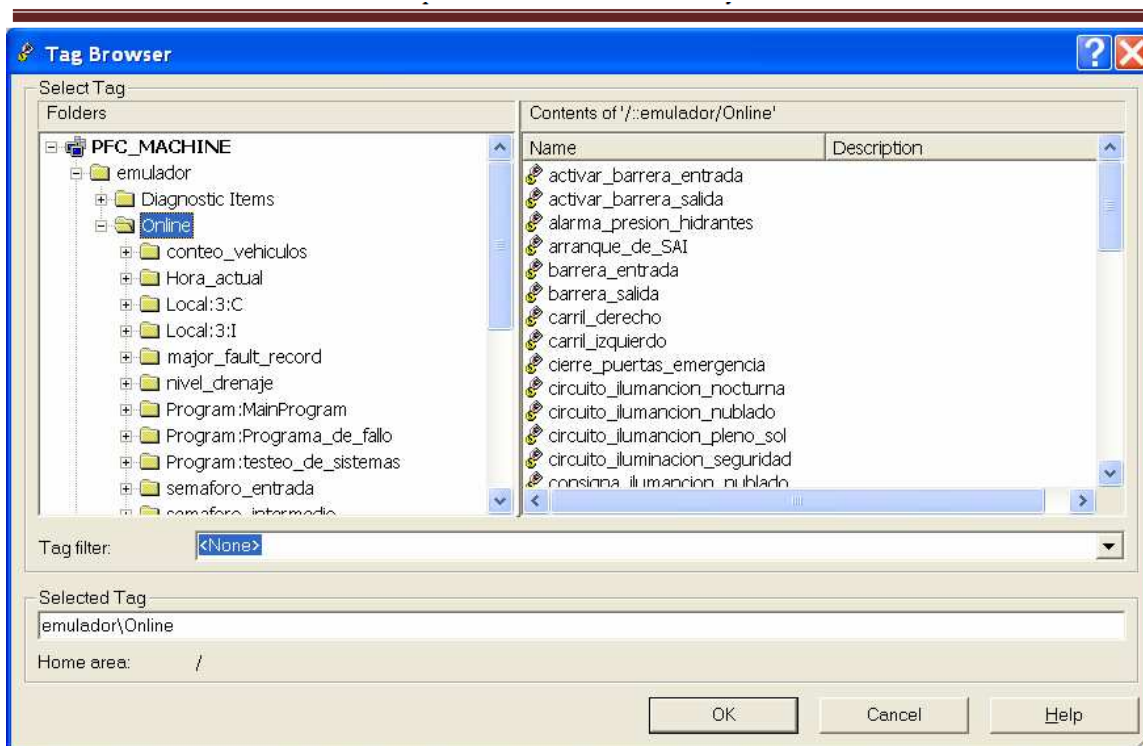 Tag Browser
Select Tag
Folders
PFC_MACHINE
emulador
Diagnostic Items
Online
conteo_vehiculos
Hora_actual
Local:3:C
Local:3:I
major_fault_record
nivel_drenaje
Program:MainProgram
Program:Programa_de_fallo
Program:testeo_de_sistemas
semaforo_entrada
semaforo_intermedio
Contents of '/::emulador/Online'
Name Description
activar_barrera_entrada
activar_barrera_salida
alarma_presion_hidrantes
arranque_de_SAI
barrera_entrada
barrera_salida
carril_derecho
carril_izquierdo
cierre_puertas_emergencia
circuito_ilumancion_nocturna
circuito_ilumancion_nublado
circuito_ilumancion_pleno_sol
circuito_iluminacion_seguridad
consigna_ilumancion_nublado
Tag filter: <None>
Selected Tag
emulador\Online
Home area: /
OK Cancel Help